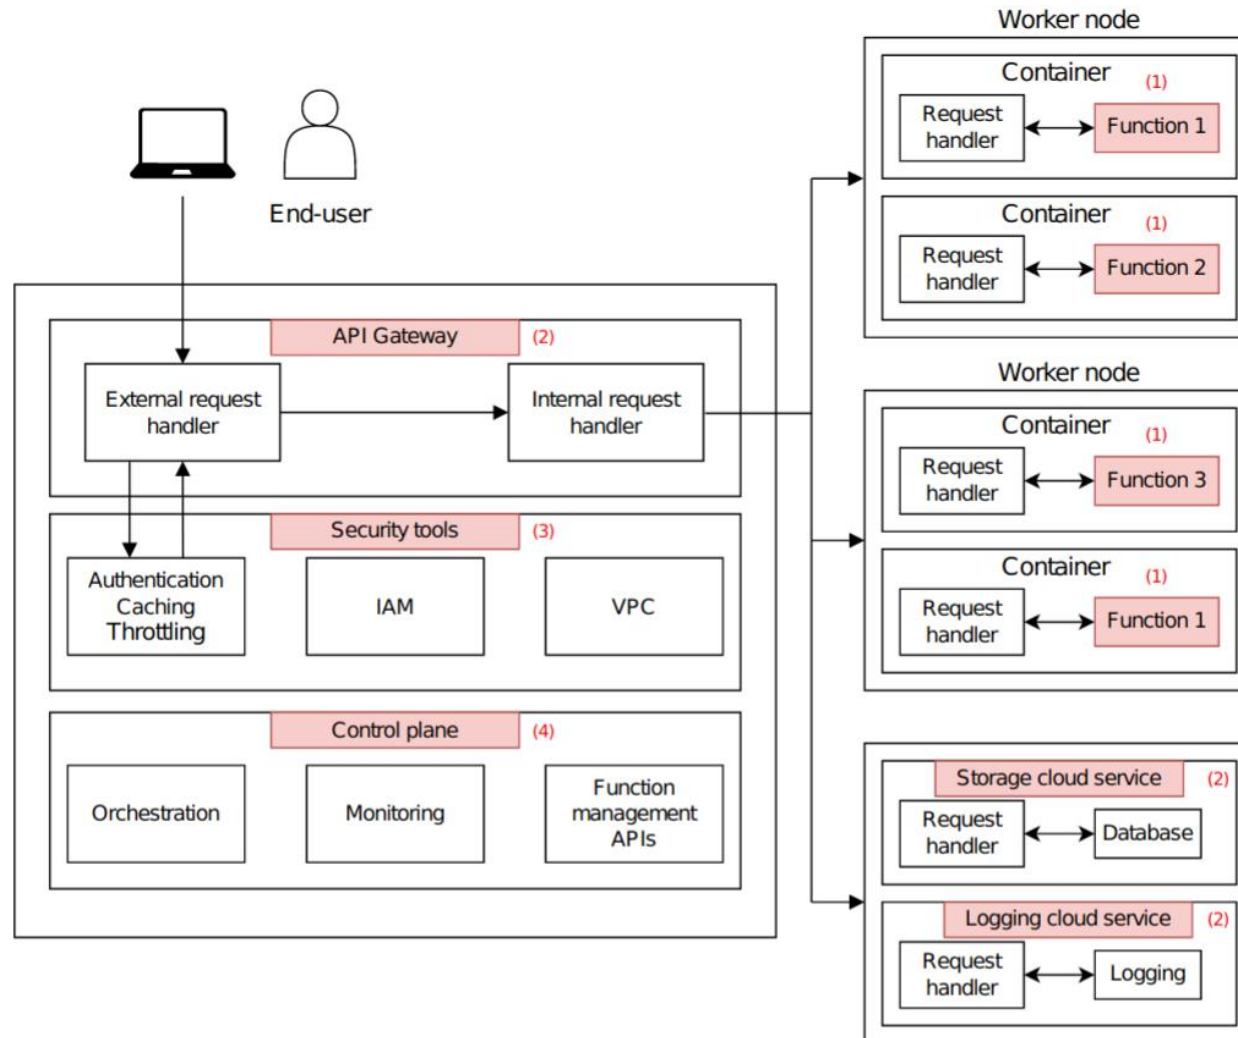 Worker node
Container
(1)
Request
handler
Function 1
Container
(1)
Request
handler
Function 2
End-user
API Gateway
(2)
External request
handler
Internal request
handler
Security tools
(3)
Authentication
Caching
Throttling
IAM
VPC
Control plane
(4)
Orchestration
Monitoring
Function
management
APIs
Worker node
Container
(1)
Request
handler
Function 3
Container
(1)
Request
handler
Function 1
Storage cloud service
(2)
Request
handler
Database
Logging cloud service
(2)
Request
handler
Logging